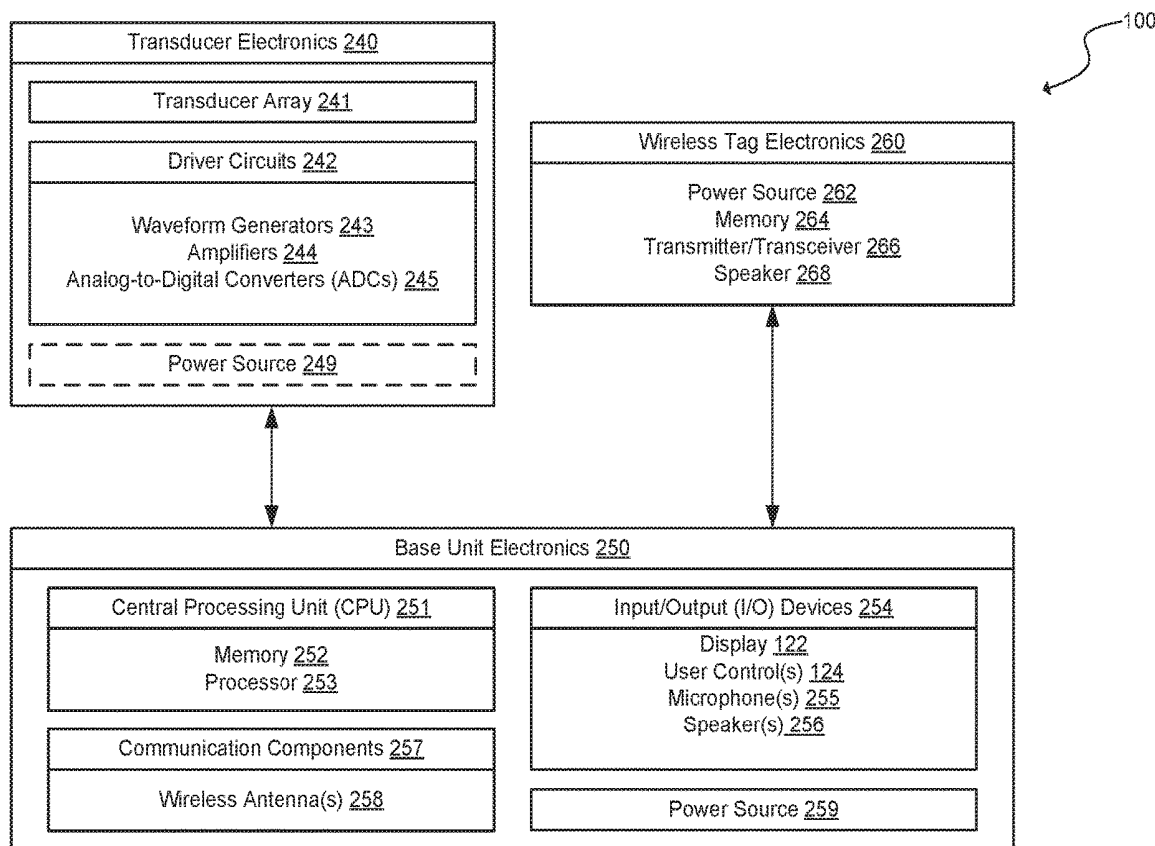 100
Transducer Electronics 240
Transducer Array 241
Driver Circuits 242
Waveform Generators 243
Amplifiers 244
Analog-to-Digital Converters (ADCs) 245
Power Source 249
Wireless Tag Electronics 260
Power Source 262
Memory 264
Transmitter/Transceiver 266
Speaker 268
Base Unit Electronics 250
Central Processing Unit (CPU) 251
Memory 252
Processor 253
Communication Components 257
Wireless Antenna(s) 258
Input/Output (I/O) Devices 254
Display 122
User Control(s) 124
Microphone(s) 255
Speaker(s) 256
Power Source 259